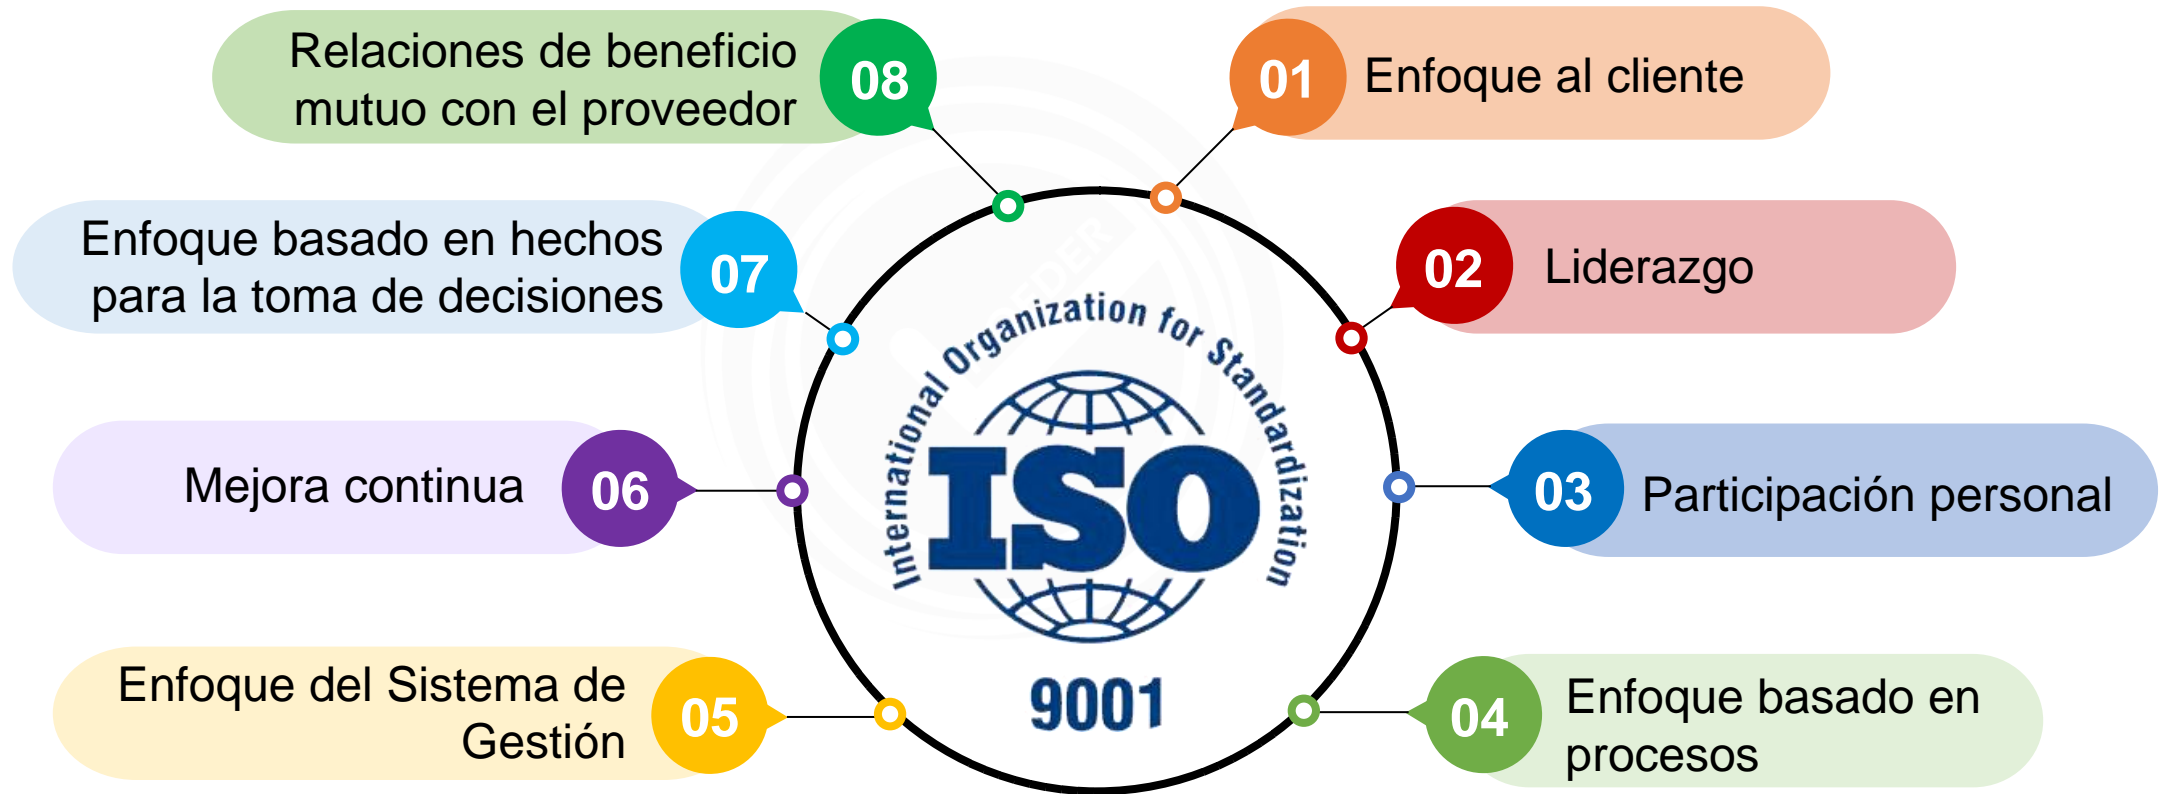 01
Enfoque al cliente
02
Liderazgo
03
Participación personal
04
Enfoque basado en
procesos
05
Enfoque del Sistema de
Gestión
06
Mejora continua
07
Enfoque basado en hechos
para la toma de decisiones
08
Relaciones de beneficio
mutuo con el proveedor
International Organization for Standardization
ISO
9001